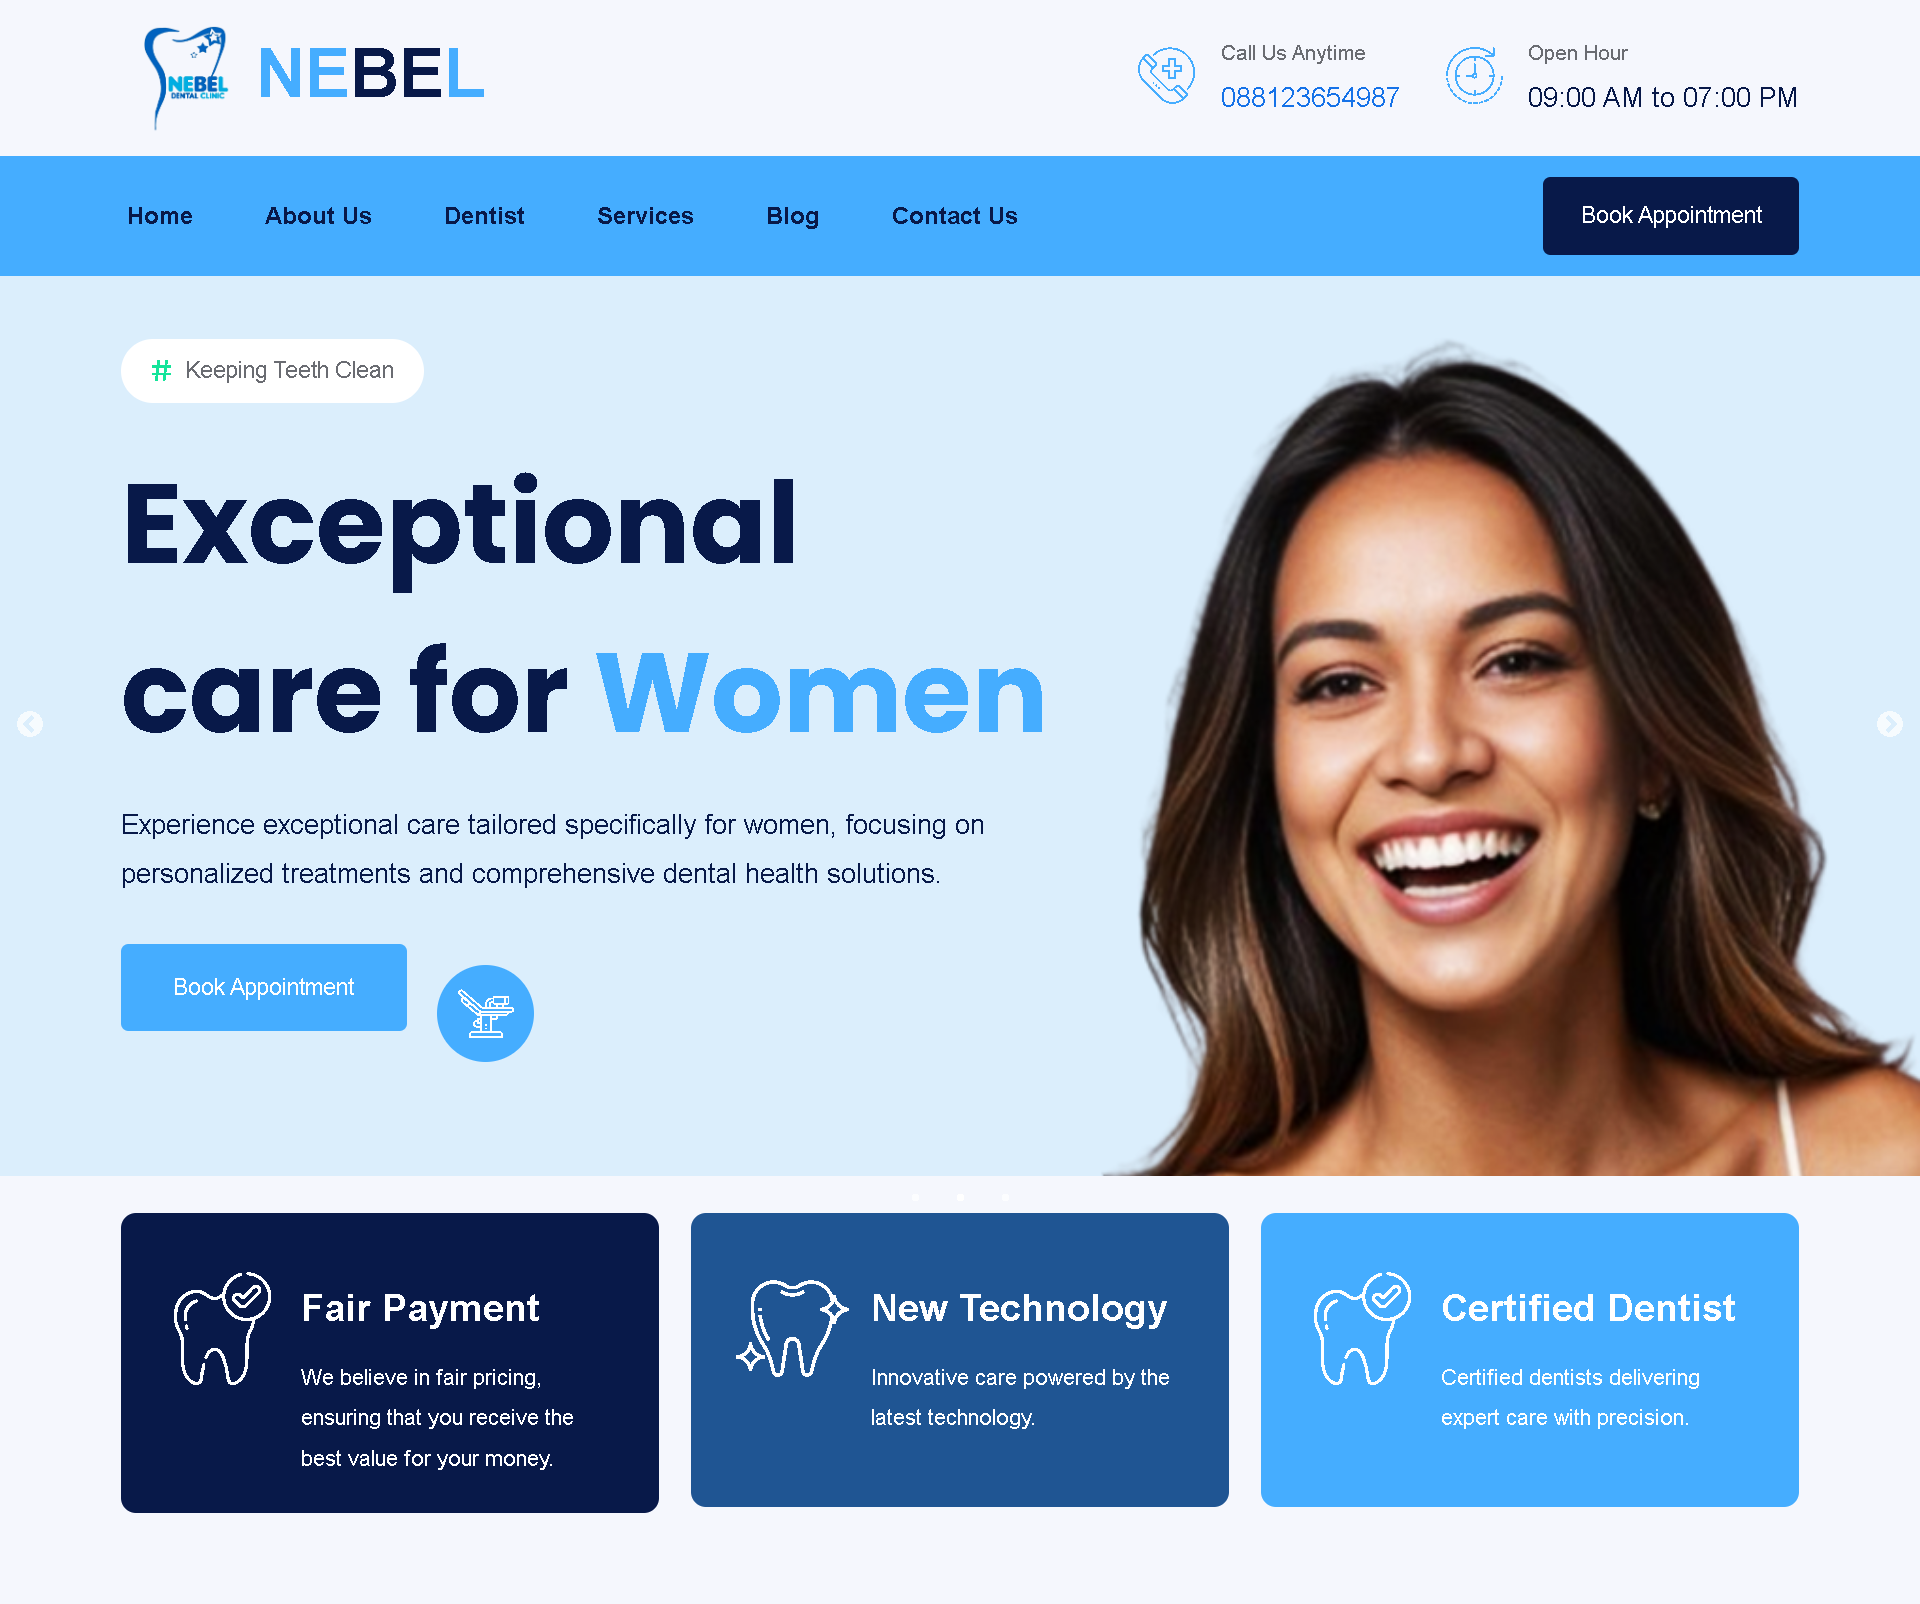 NEBEL
DENTAL CLINIC
NEBEL
Call Us Anytime
088123654987
Open Hour
09:00 AM to 07:00 PM
Home
About Us
Dentist
Services
Blog
Contact Us
Book Appointment
# Keeping Teeth Clean
Exceptional
care for Women
Experience exceptional care tailored specifically for women, focusing on
personalized treatments and comprehensive dental health solutions.
Book Appointment
Fair Payment
We believe in fair pricing,
ensuring that you receive the
best value for your money.
New Technology
Innovative care powered by the
latest technology.
Certified Dentist
Certified dentists delivering
expert care with precision.